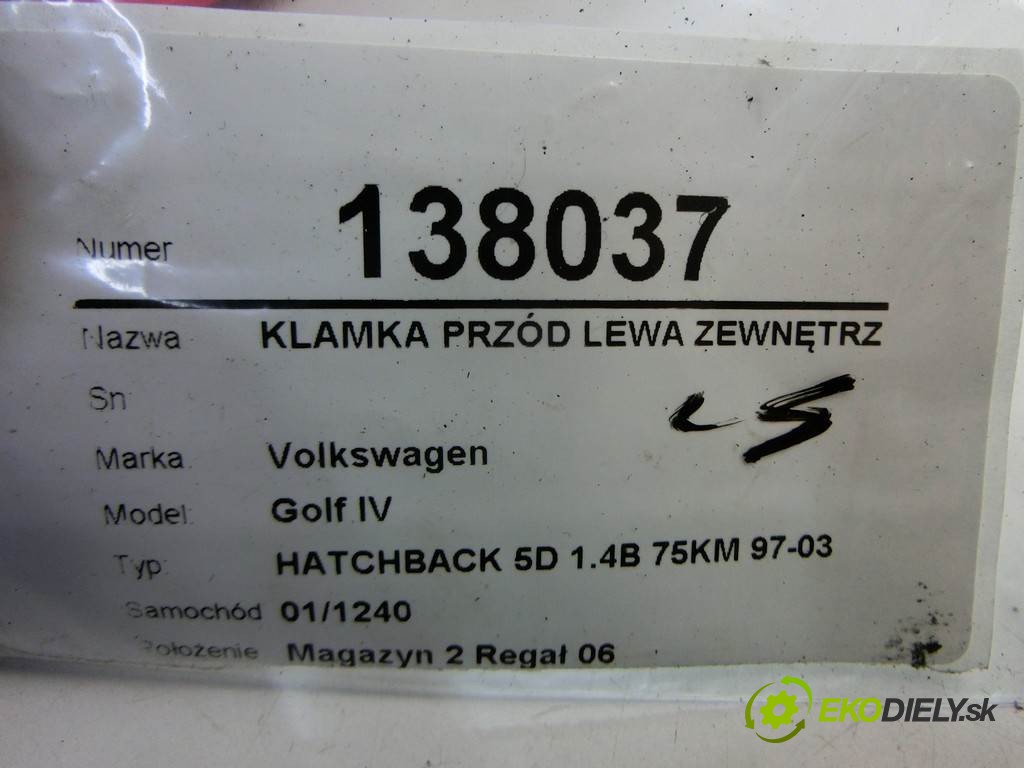 Numer 138037
Nazwa KLAMKA PRZÓD LEWA ZEWNĘTRZ
Sn
Marka Volkswagen
Model: Golf IV
Typ: HATCHBACK 5D 1.4B 75KM 97-03
Samochód 01/1240
Położenie Magazyn 2 Regał 06
EKODIELY.sk